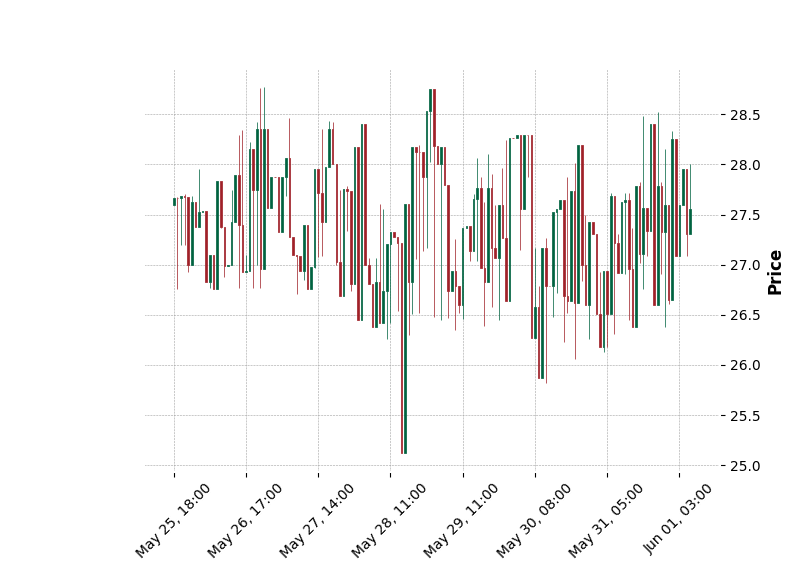 28.5
28.0
27.5
27.0
26.5
26.0
25.5
25.0
Price
May 25, 18:00
May 26, 17:00
May 27, 14:00
May 28, 11:00
May 29, 11:00
May 30, 08:00
May 31, 05:00
Jun 01, 03:00